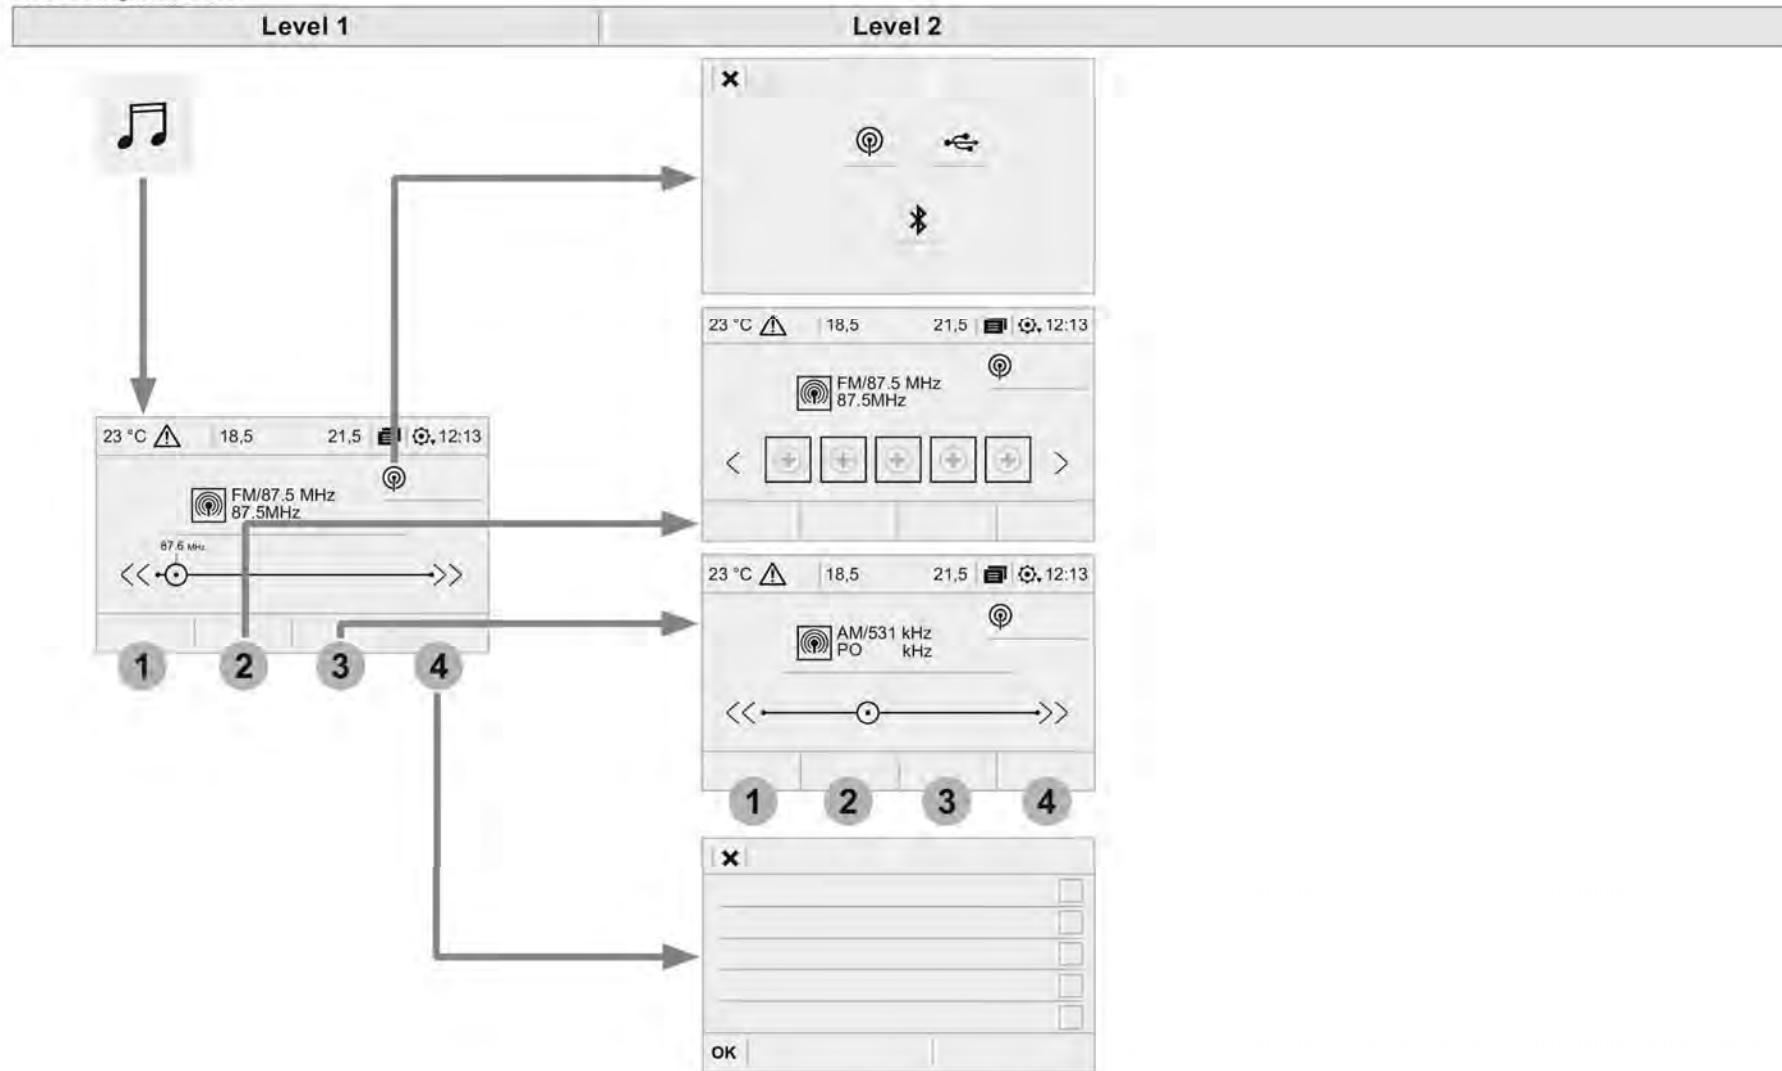 Level 1
Level 2
23 °C 18,5 21,5 12:13
FM/87.5 MHz
87.5MHz
87.6 MHz
1 2 3 4
23 °C 18,5 21,5 12:13
FM/87.5 MHz
87.5MHz
23 °C 18,5 21,5 12:13
AM/531 kHz
PO kHz
1 2 3 4
OK